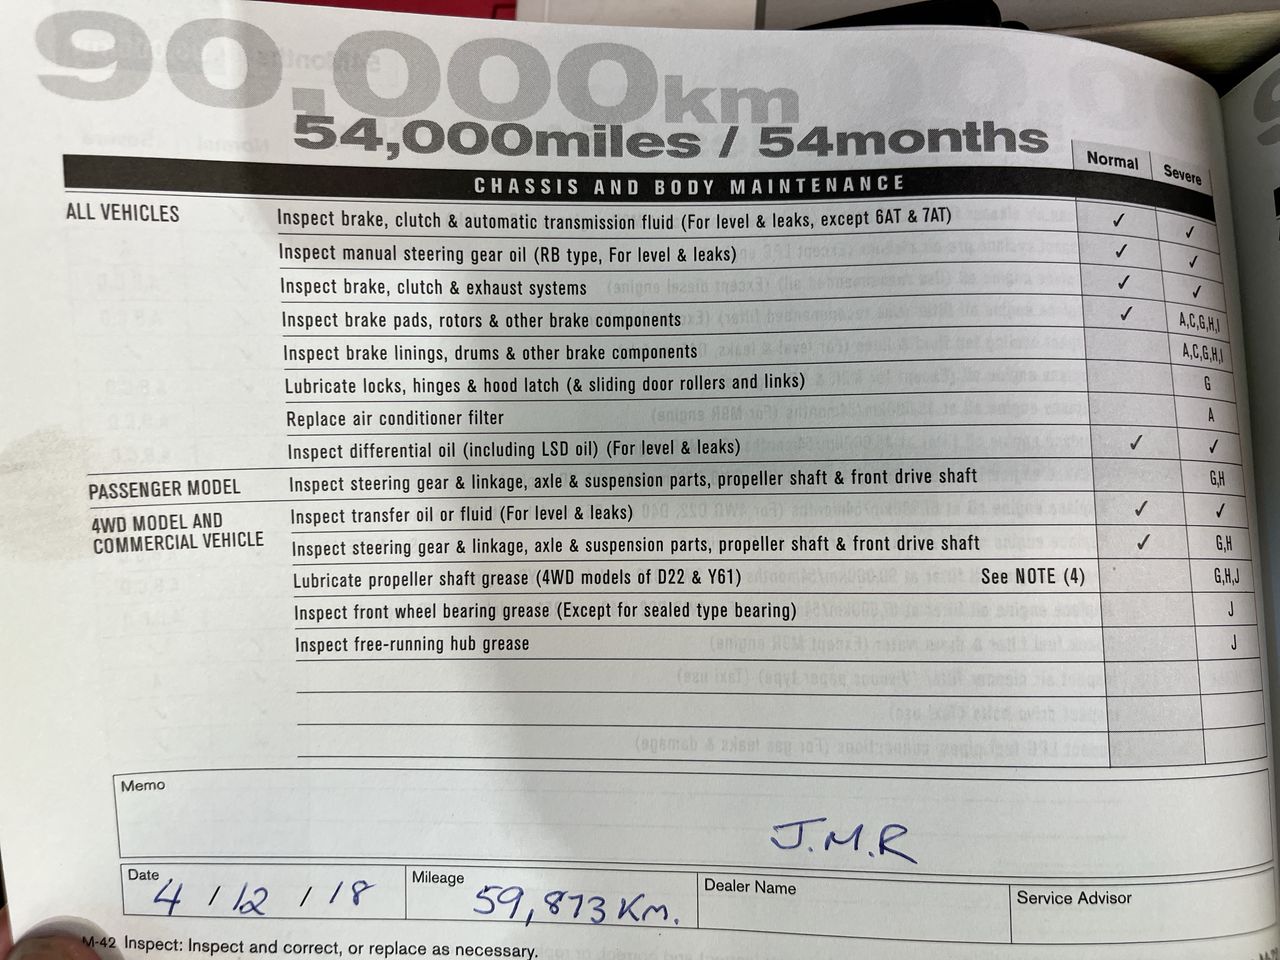 90,000km
54,000miles / 54months
Normal Severe
CHASSIS AND BODY MAINTENANCE
ALL VEHICLES Inspect brake, clutch & automatic transmission fluid (For level & leaks, except 6AT & 7AT) ✓ ✓
Inspect manual steering gear oil (RB type, For level & leaks) ✓ ✓
Inspect brake, clutch & exhaust systems ✓ ✓
Inspect brake pads, rotors & other brake components ✓ A,C,G,H,I
Inspect brake linings, drums & other brake components A,C,G,H,I
Lubricate locks, hinges & hood latch (& sliding door rollers and links) G
Replace air conditioner filter A
Inspect differential oil (including LSD oil) (For level & leaks) ✓ ✓
PASSENGER MODEL Inspect steering gear & linkage, axle & suspension parts, propeller shaft & front drive shaft G,H
4WD MODEL AND COMMERCIAL VEHICLE Inspect transfer oil or fluid (For level & leaks) ✓ ✓
Inspect steering gear & linkage, axle & suspension parts, propeller shaft & front drive shaft ✓ G,H
Lubricate propeller shaft grease (4WD models of D22 & Y61) See NOTE (4) G,H,J
Inspect front wheel bearing grease (Except for sealed type bearing) J
Inspect free-running hub grease J
Memo
J.M.R
Date 4 / 12 / 18 Mileage 59,873 Km. Dealer Name Service Advisor
M-42 Inspect: Inspect and correct, or replace as necessary.